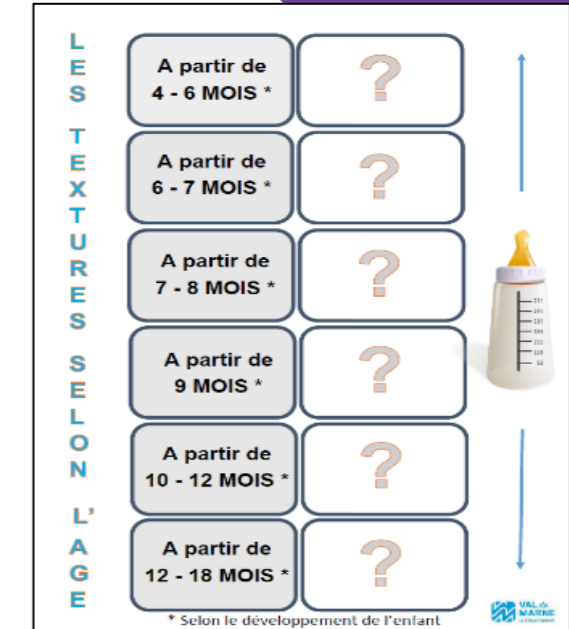 LES TEXTURES SELON L'AGE
A partir de
4 - 6 MOIS *
?
A partir de
6 - 7 MOIS *
?
A partir de
7 - 8 MOIS *
?
A partir de
9 MOIS *
?
A partir de
10 - 12 MOIS *
?
A partir de
12 - 18 MOIS *
?
* Selon le développement de l'enfant
VAL de
MARNE